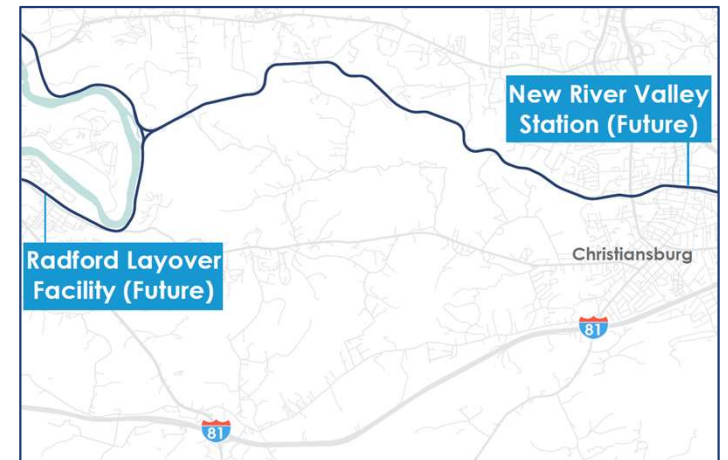 New River Valley
Station (Future)
Christiansburg
Radford Layover
Facility (Future)
81
81